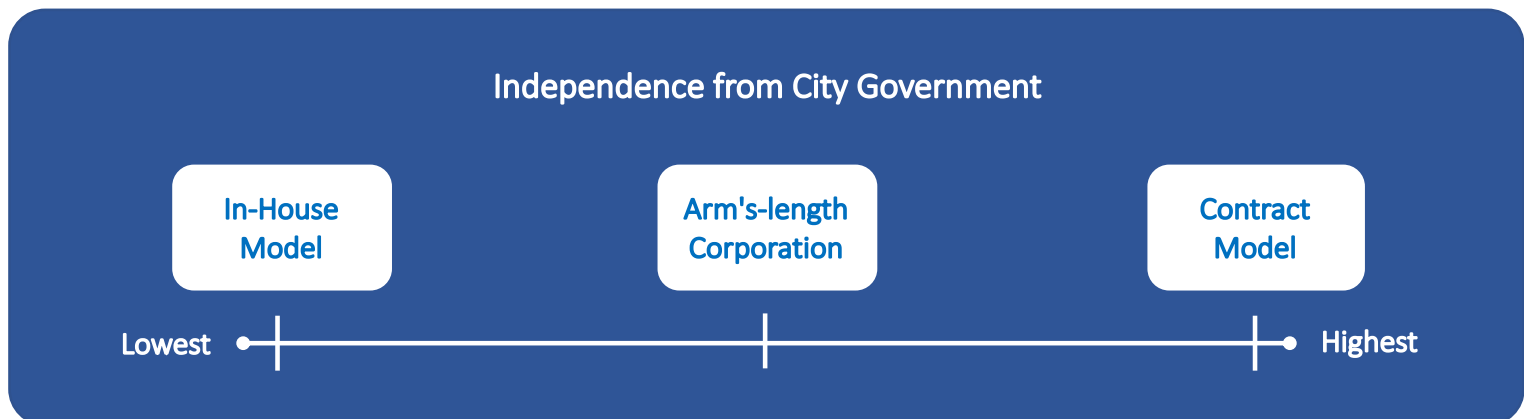 Independence from City Government
In-House
Model
Arm's-length
Corporation
Contract
Model
Lowest
Highest